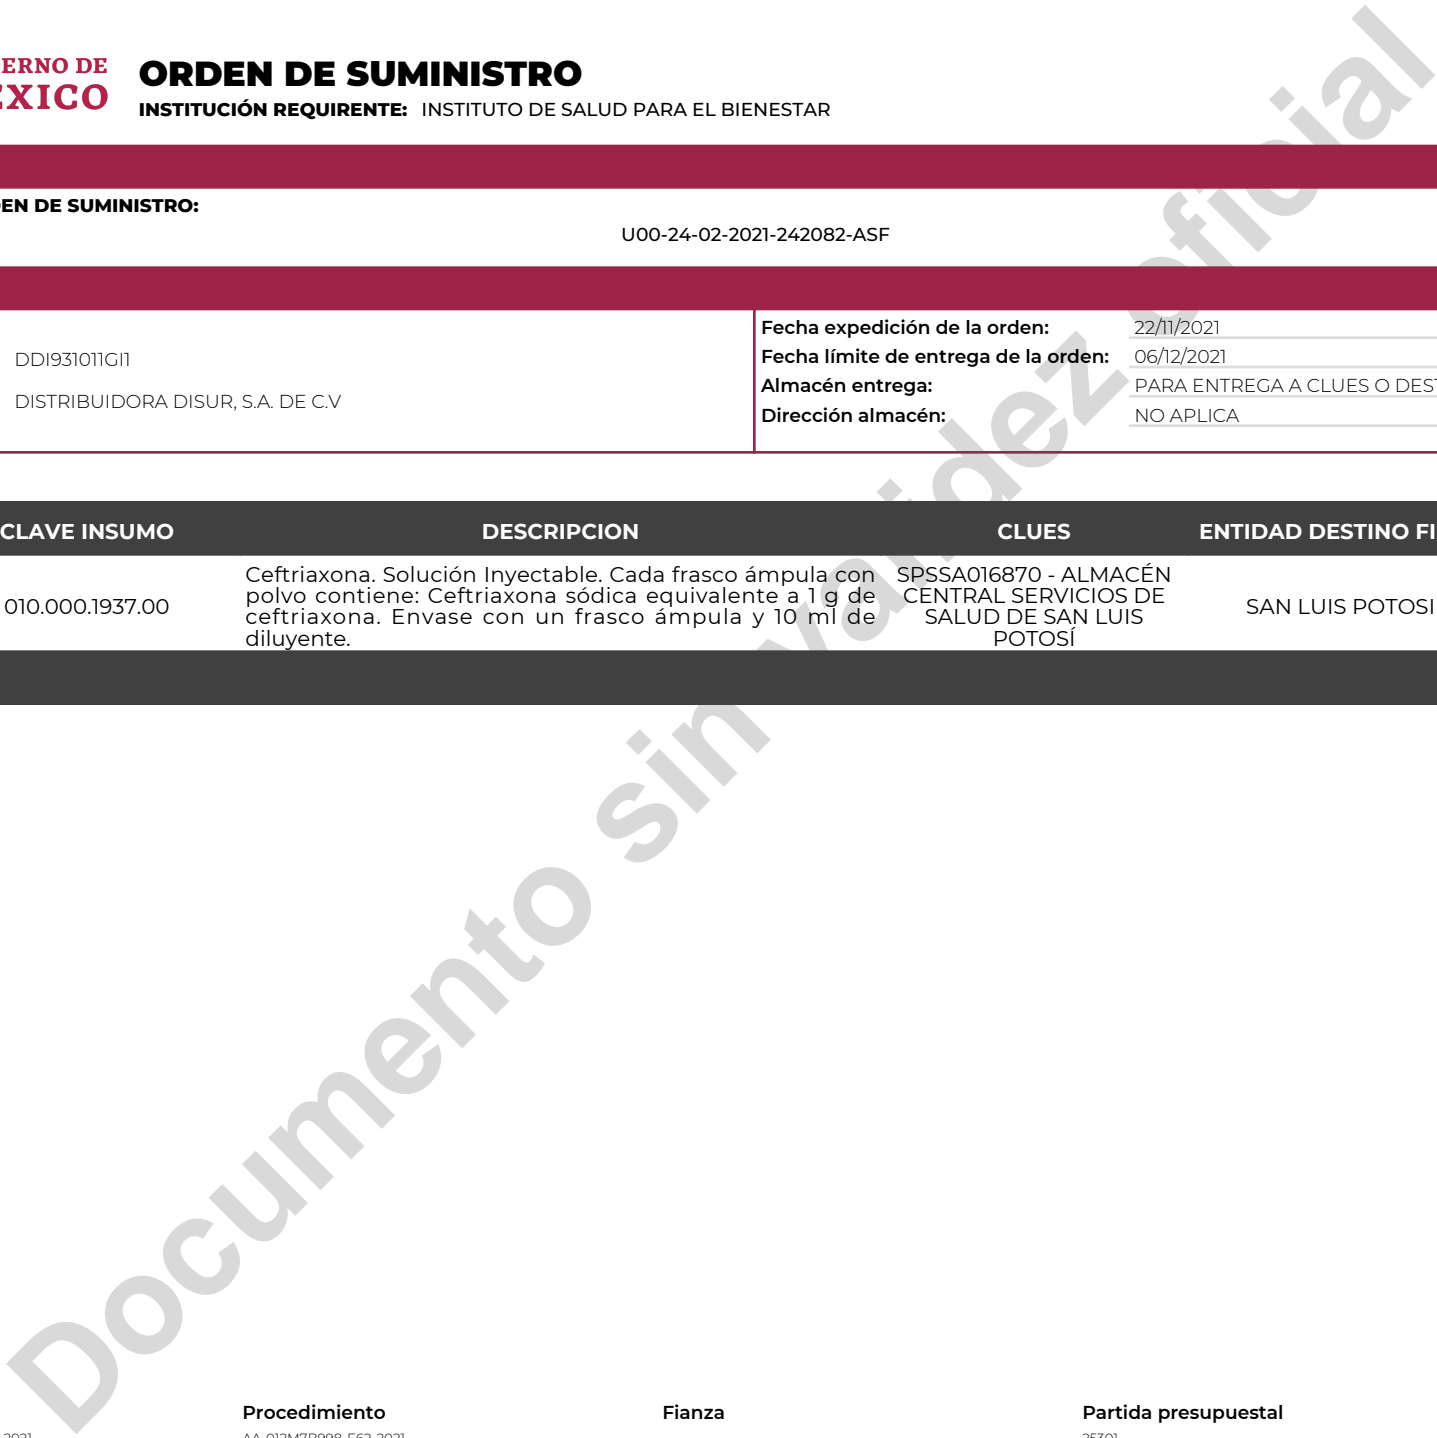 ERNO DE
EXICO
ORDEN DE SUMINISTRO
INSTITUCIÓN REQUIRENTE: INSTITUTO DE SALUD PARA EL BIENESTAR
EN DE SUMINISTRO:
U00-24-02-2021-242082-ASF
DDI931011GI1
DISTRIBUIDORA DISUR, S.A. DE C.V
Fecha expedición de la orden: 22/11/2021
Fecha límite de entrega de la orden: 06/12/2021
Almacén entrega: PARA ENTREGA A CLUES O DEST
Dirección almacén: NO APLICA
CLAVE INSUMO DESCRIPCION CLUES ENTIDAD DESTINO FI
010.000.1937.00
Ceftriaxona. Solución Inyectable. Cada frasco ámpula con
polvo contiene: Ceftriaxona sódica equivalente a 1 g de
ceftriaxona. Envase con un frasco ámpula y 10 ml de
diluyente.
SPSSA016870 - ALMACÉN
CENTRAL SERVICIOS DE
SALUD DE SAN LUIS
POTOSÍ
SAN LUIS POTOSI
Documento sin validez oficial
Procedimiento Fianza Partida presupuestal